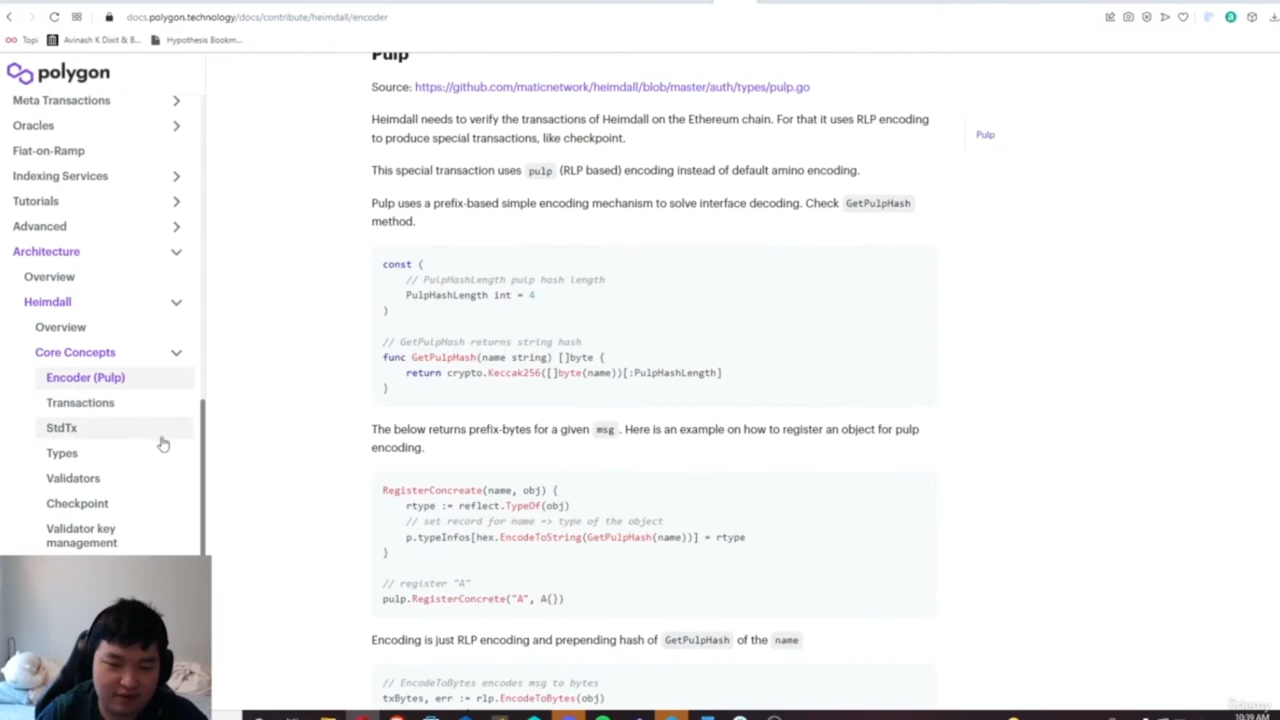 docs.polygon.technology/docs/contribute/heimdall/encoder
Topi
Avinash K Dixit & B...
Hypothesis Bookm...
polygon
Meta Transactions
Oracles
Fiat-on-Ramp
Indexing Services
Tutorials
Advanced
Architecture
Overview
Heimdall
Overview
Core Concepts
Encoder (Pulp)
Transactions
StdTx
Types
Validators
Checkpoint
Validator key
management
Pulp
Source: https://github.com/maticnetwork/heimdall/blob/master/auth/types/pulp.go
Heimdall needs to verify the transactions of Heimdall on the Ethereum chain. For that it uses RLP encoding
to produce special transactions, like checkpoint.
This special transaction uses pulp (RLP based) encoding instead of default amino encoding.
Pulp uses a prefix-based simple encoding mechanism to solve interface decoding. Check GetPulpHash
method.
const (
// PulpHashLength pulp hash length
PulpHashLength int = 4
)
// GetPulpHash returns string hash
func GetPulpHash(name string) []byte {
return crypto.Keccak256([]byte(name))[:PulpHashLength]
}
The below returns prefix-bytes for a given msg. Here is an example on how to register an object for pulp
encoding.
RegisterConcreate(name, obj) {
rtype := reflect.TypeOf(obj)
// set record for name => type of the object
p.typeInfos[hex.EncodeToString(GetPulpHash(name))] = rtype
}
// register "A"
pulp.RegisterConcrete("A", A{})
Encoding is just RLP encoding and prepending hash of GetPulpHash of the name
// EncodeToBytes encodes msg to bytes
txBytes, err := rlp.EncodeToBytes(obj)
Pulp
Udemy
10:39 AM